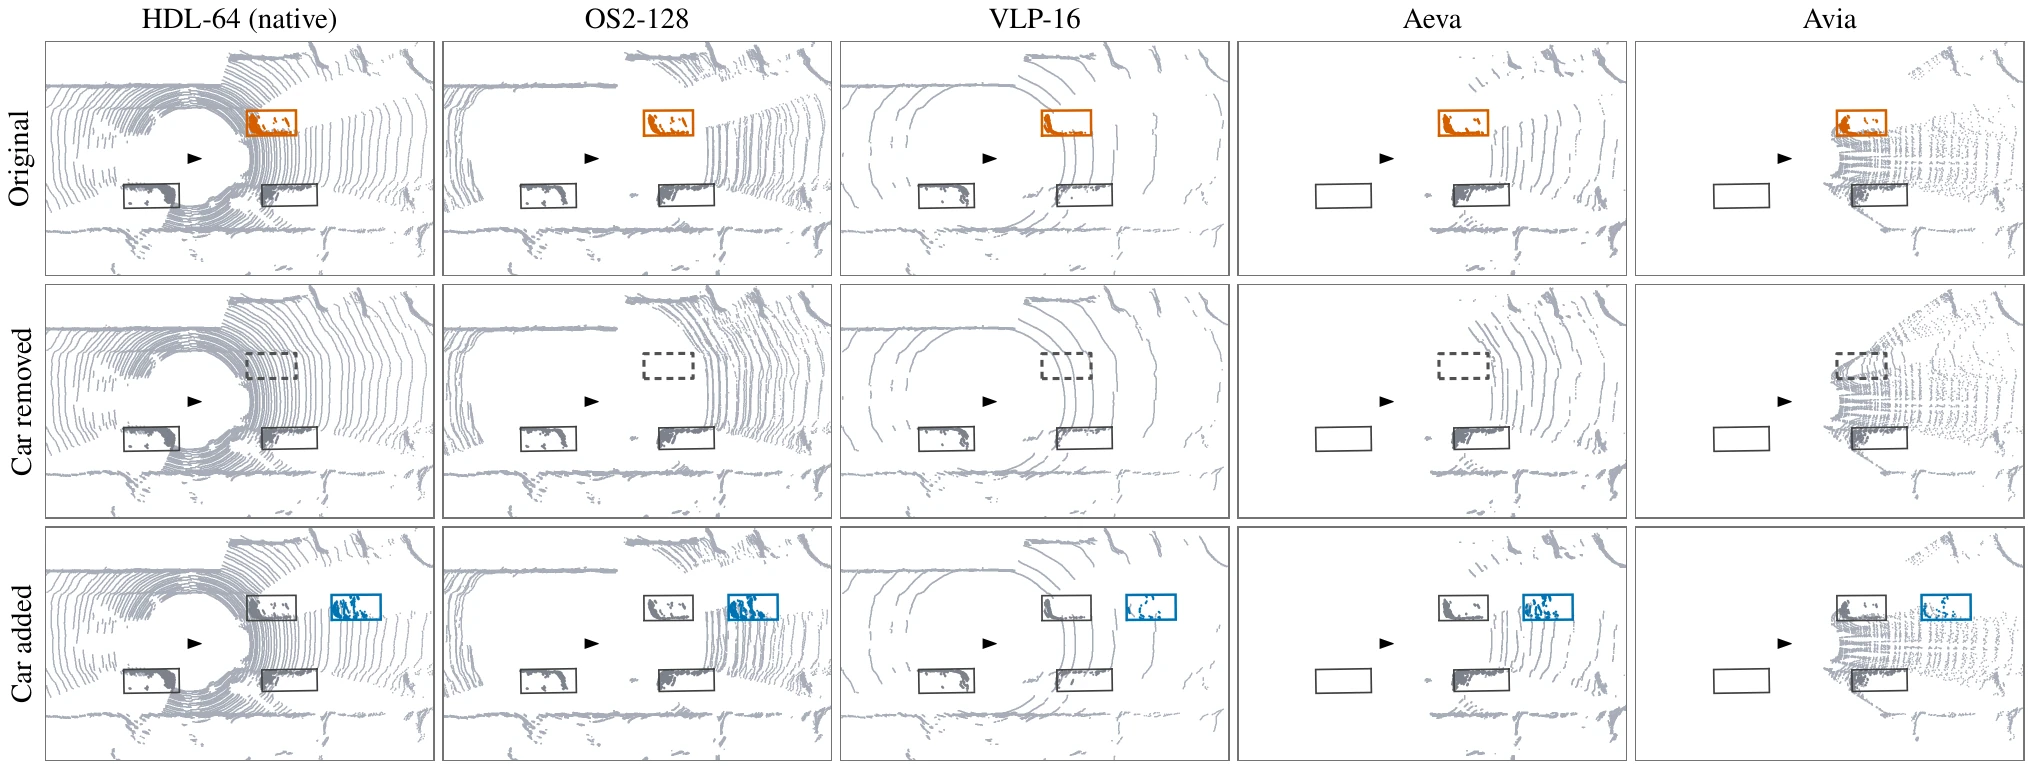 HDL-64 (native) OS2-128 VLP-16 Aeva Avia
Original
Car removed
Car added